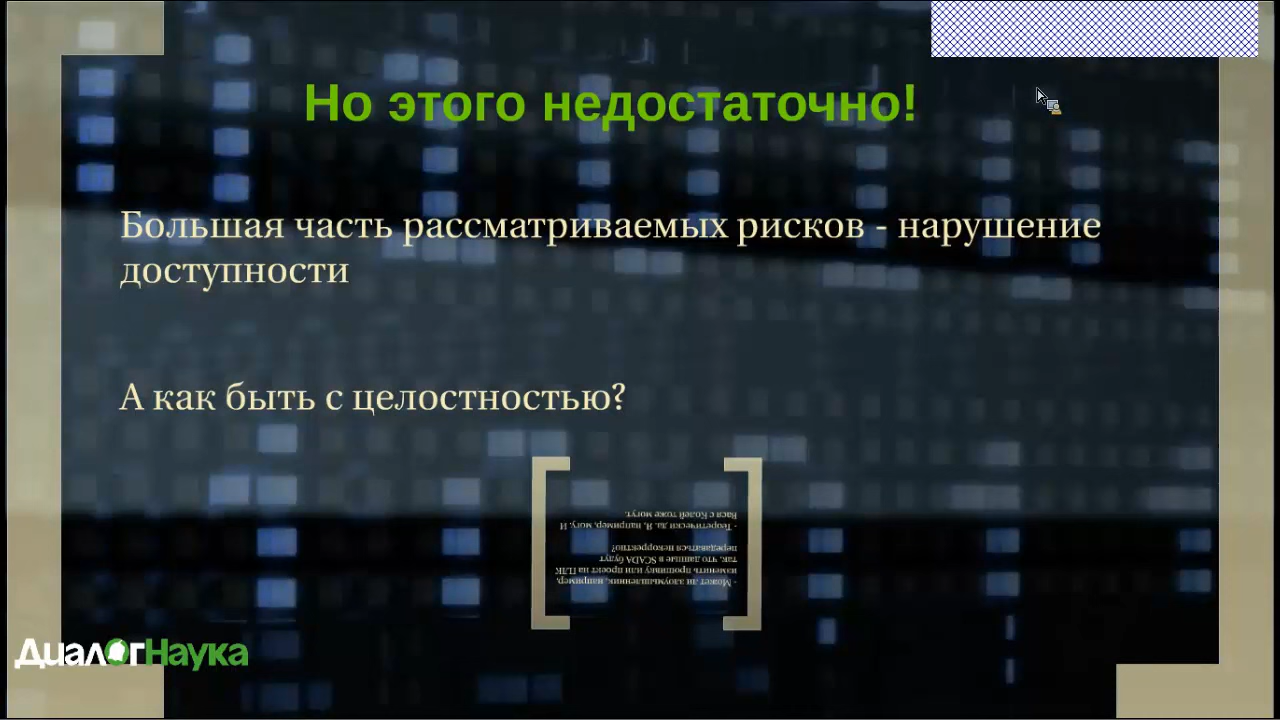 Но этого недостаточно!
Большая часть рассматриваемых рисков - нарушение
доступности
А как быть с целостностью?
- Может ли злоумышленник, например,
изменить прошивку или проект на ПЛК
так, что данные в SCADA будут
передаваться некорректно?
- Теоретически да. Я, например, могу. И
Вася с Колей тоже могут.
ДиалогНаука